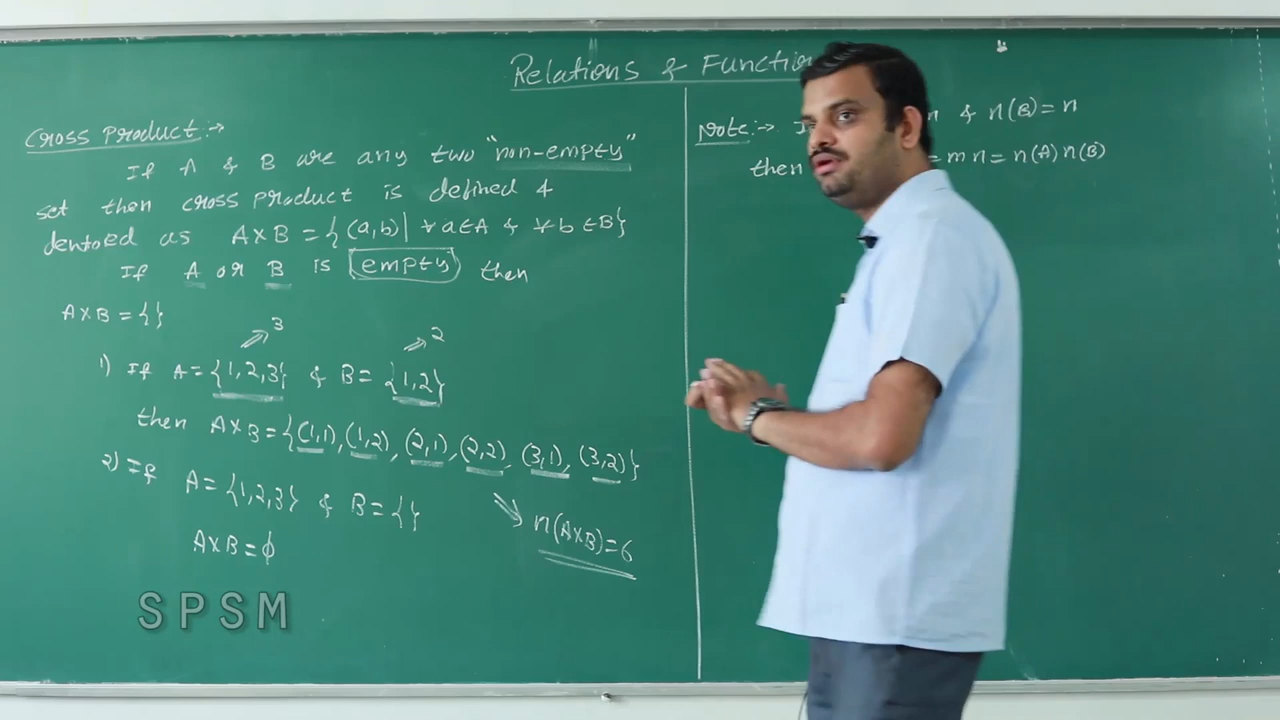 Relations & Function
Cross Product :→
If A & B are any two "non-empty"
set then cross product is defined &
dentoed as A×B = {(a,b)| ∀ a∈A & ∀ b ∈ B}
If A or B is empty then
A×B = {}
3
2
1) If A = {1,2,3} & B = {1,2}
then A×B = {(1,1),(1,2),(2,1),(2,2),(3,1),(3,2)}
2) If A = {1,2,3} & B = {}
n(A×B)=6
A×B = ϕ
SPSM
Note :→ & n(B) = n
then = m n = n(A) n(B)